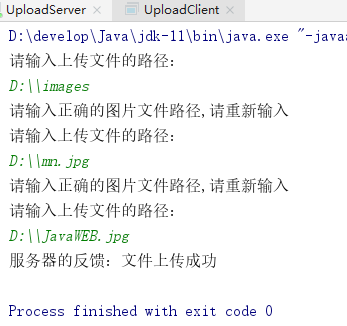 UploadServer × UploadClient ×
D:\develop\Java\jdk-11\bin\java.exe "-javaa
请输入上传文件的路径:
D:\\images
请输入正确的图片文件路径,请重新输入
请输入上传文件的路径:
D:\\mn.jpg
请输入正确的图片文件路径,请重新输入
请输入上传文件的路径:
D:\\JavaWEB.jpg
服务器的反馈: 文件上传成功
Process finished with exit code 0